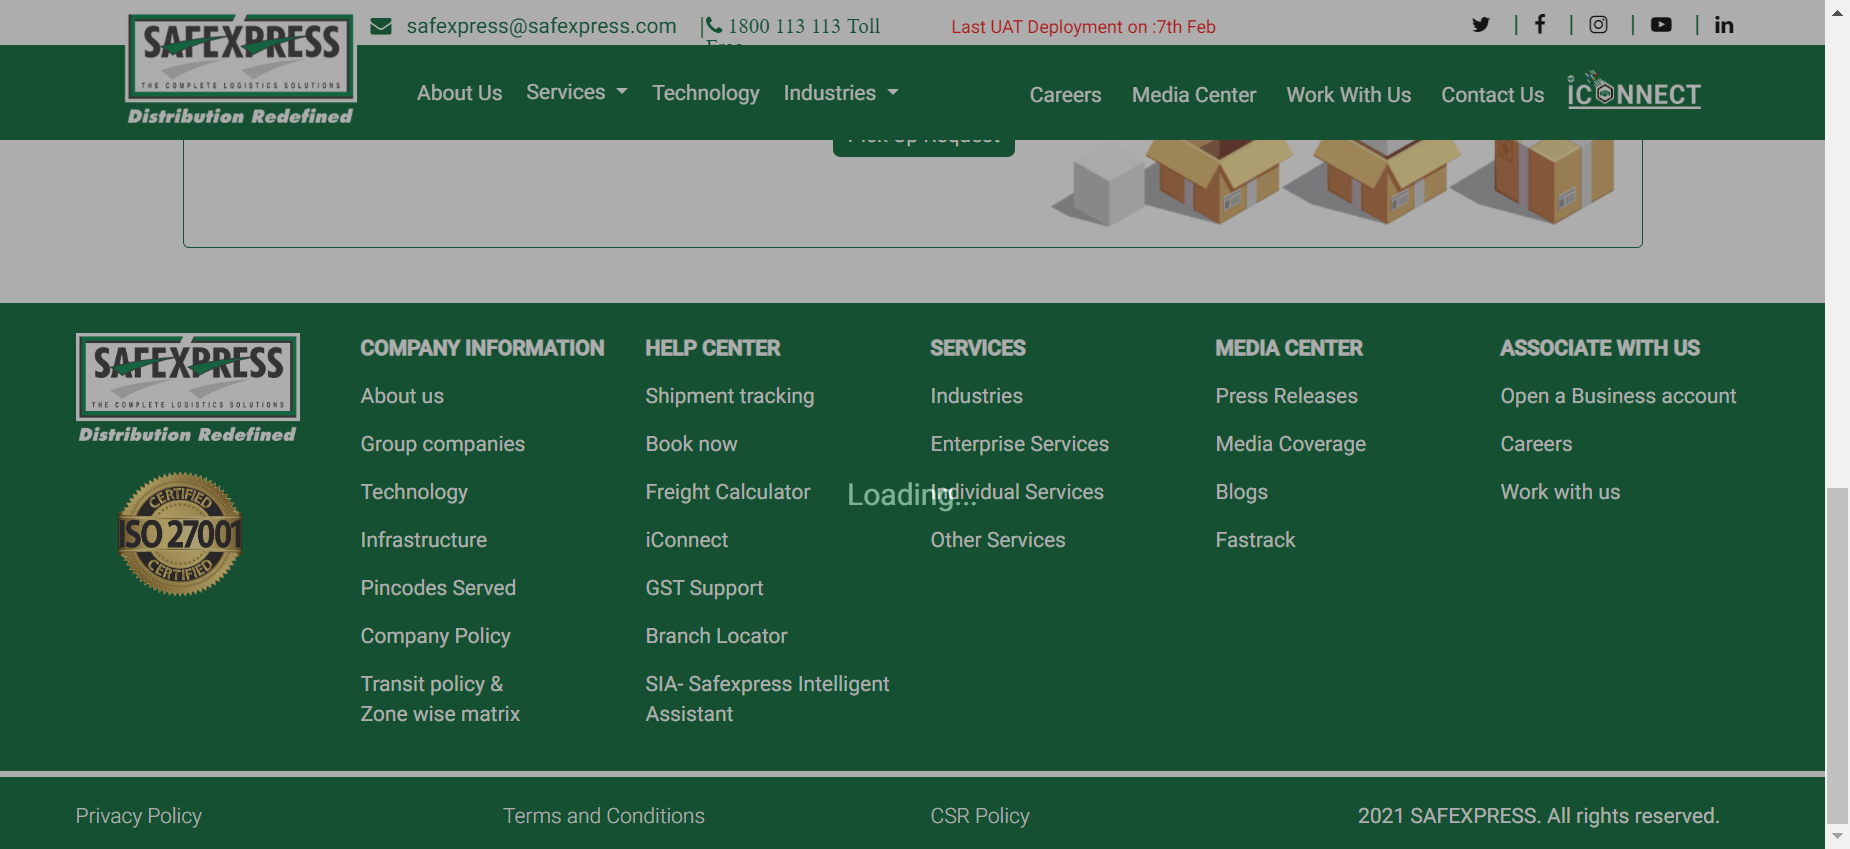 SAFEXPRESS
THE COMPLETE LOGISTICS SOLUTIONS
Distribution Redefined
safexpress@safexpress.com
1800 113 113 Toll
Free
Last UAT Deployment on :7th Feb
About Us
Services
Technology
Industries
Careers
Media Center
Work With Us
Contact Us
iCONNECT
Pick Up Request
SAFEXPRESS
THE COMPLETE LOGISTICS SOLUTIONS
Distribution Redefined
CERTIFIED
ISO 27001
CERTIFIED
COMPANY INFORMATION
About us
Group companies
Technology
Infrastructure
Pincodes Served
Company Policy
Transit policy &
Zone wise matrix
HELP CENTER
Shipment tracking
Book now
Freight Calculator
iConnect
GST Support
Branch Locator
SIA- Safexpress Intelligent
Assistant
Loading...
SERVICES
Industries
Enterprise Services
Individual Services
Other Services
MEDIA CENTER
Press Releases
Media Coverage
Blogs
Fastrack
ASSOCIATE WITH US
Open a Business account
Careers
Work with us
Privacy Policy
Terms and Conditions
CSR Policy
2021 SAFEXPRESS. All rights reserved.